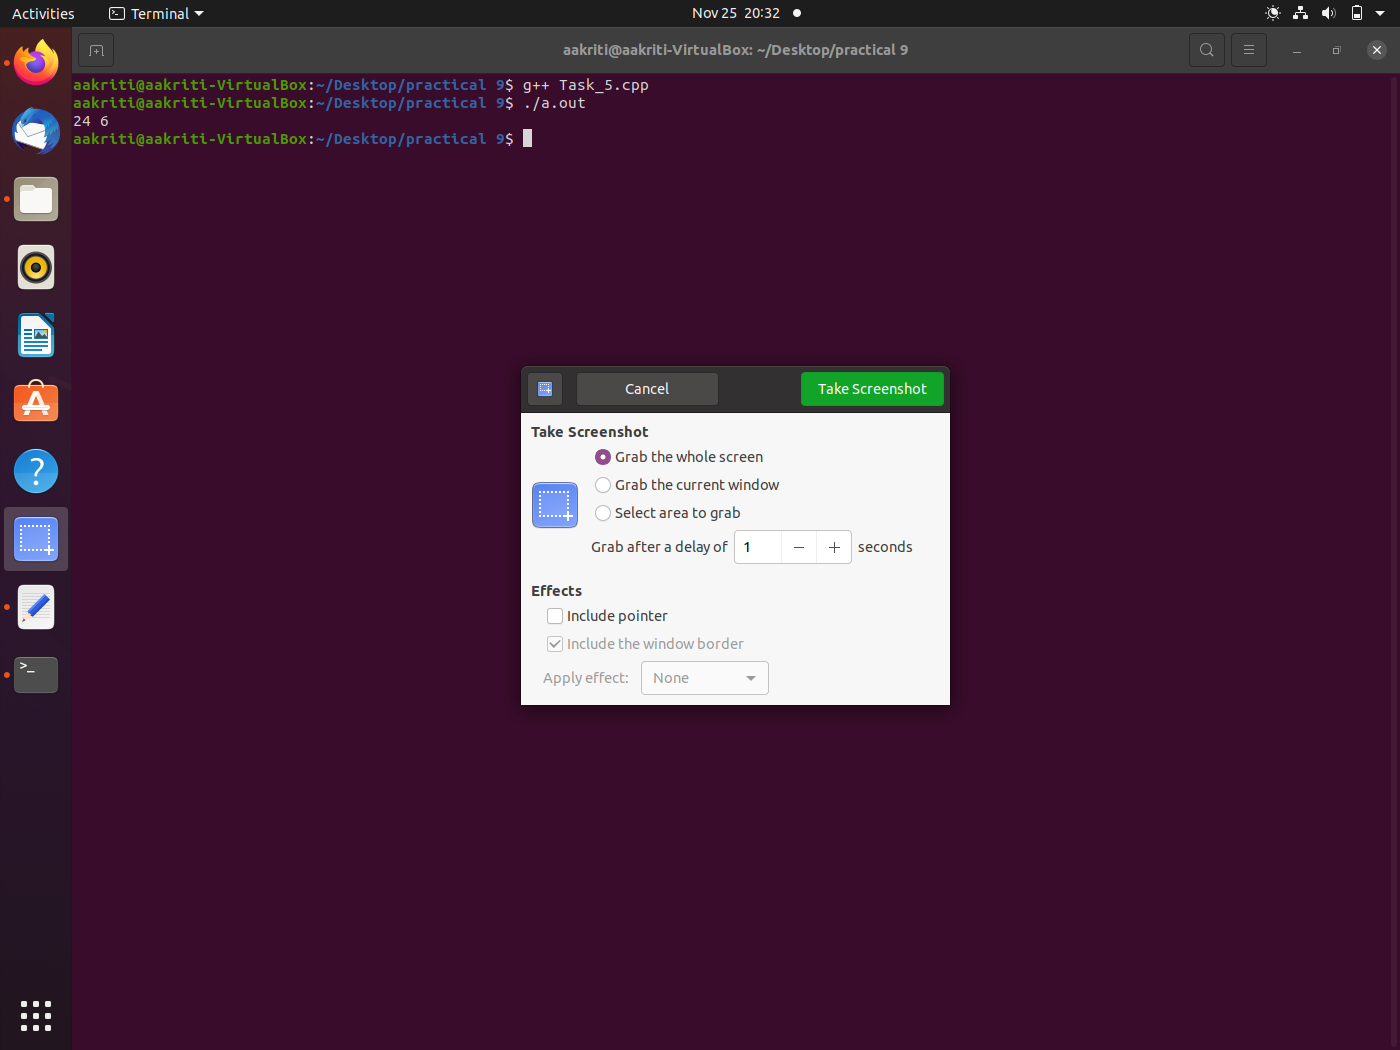 Activities Terminal Nov 25 20:32
aakriti@aakriti-VirtualBox: ~/Desktop/practical 9
aakriti@aakriti-VirtualBox:~/Desktop/practical 9$ g++ Task_5.cpp
aakriti@aakriti-VirtualBox:~/Desktop/practical 9$ ./a.out
24 6
aakriti@aakriti-VirtualBox:~/Desktop/practical 9$
Cancel Take Screenshot
Take Screenshot
Grab the whole screen
Grab the current window
Select area to grab
Grab after a delay of 1 − + seconds
Effects
Include pointer
Include the window border
Apply effect: None